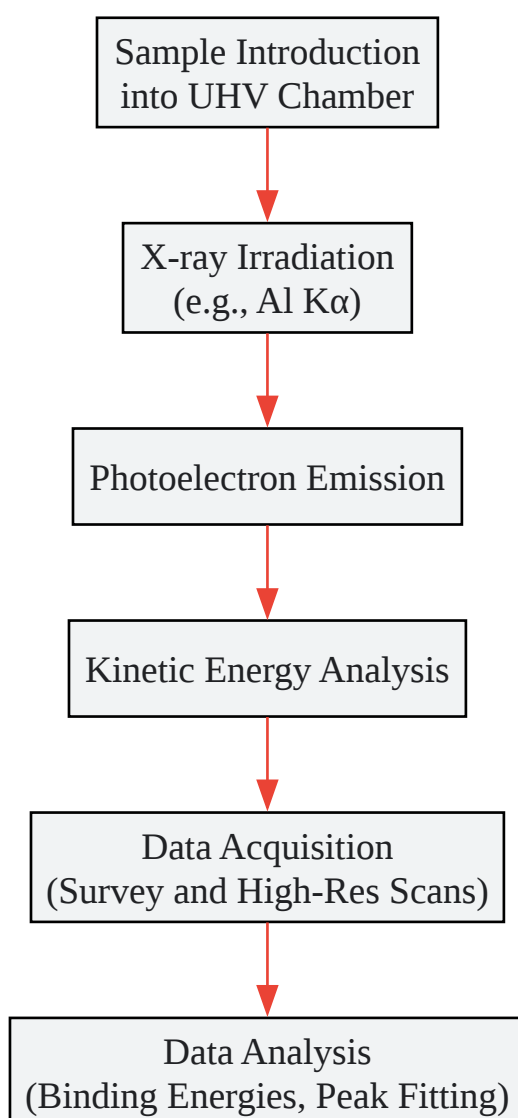 Sample Introduction
into UHV Chamber
X-ray Irradiation
(e.g., Al Kα)
Photoelectron Emission
Kinetic Energy Analysis
Data Acquisition
(Survey and High-Res Scans)
Data Analysis
(Binding Energies, Peak Fitting)